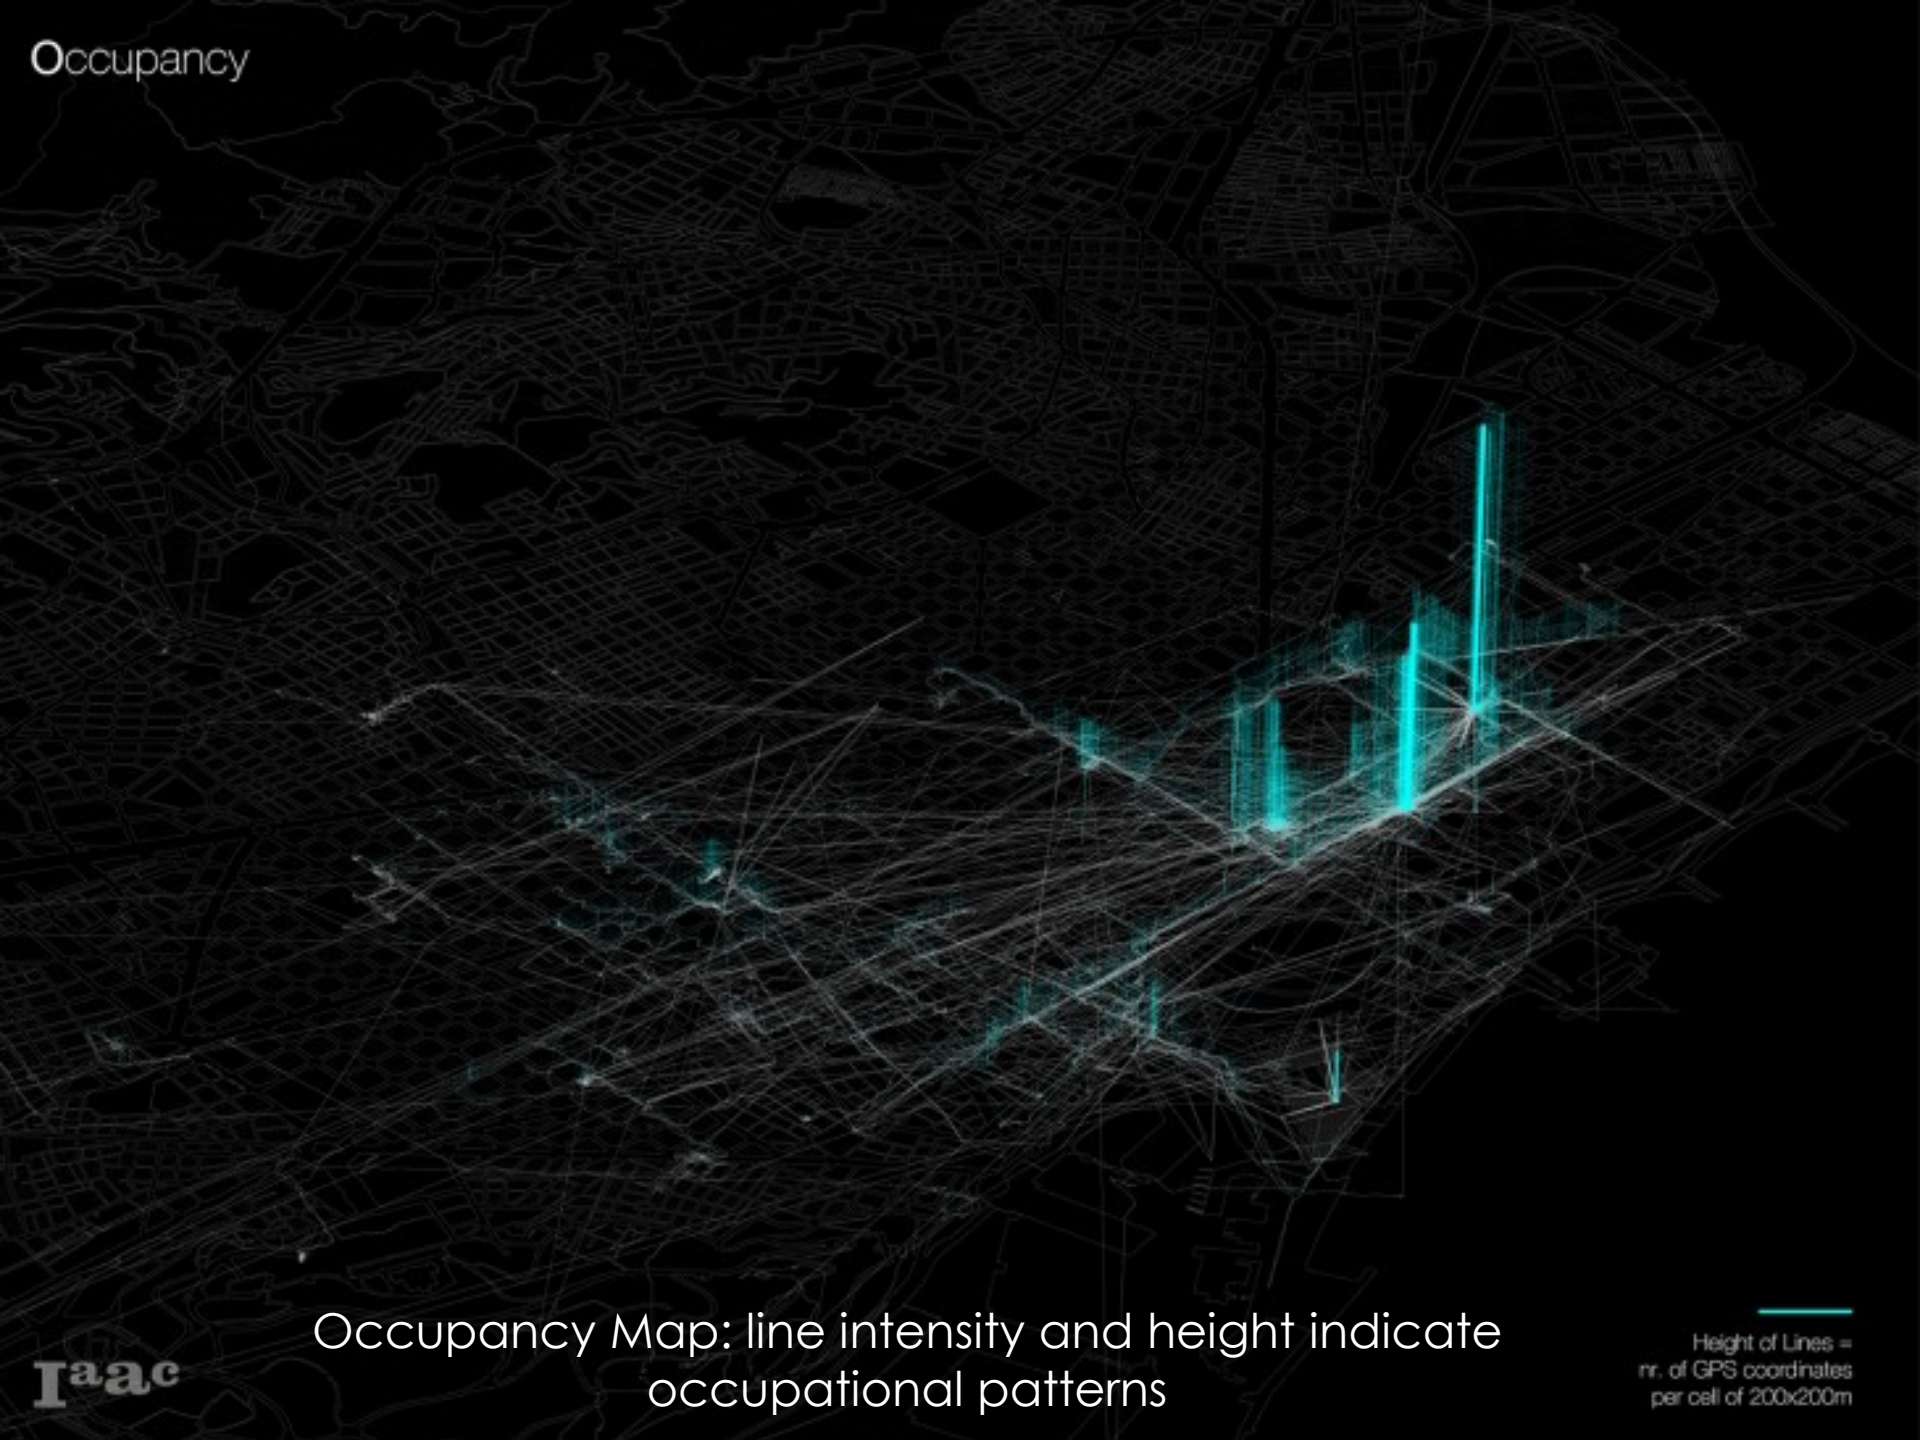 Occupancy
Occupancy Map: line intensity and height indicate
occupational patterns
Iaac
Height of Lines =
nr. of GPS coordinates
per cell of 200x200m